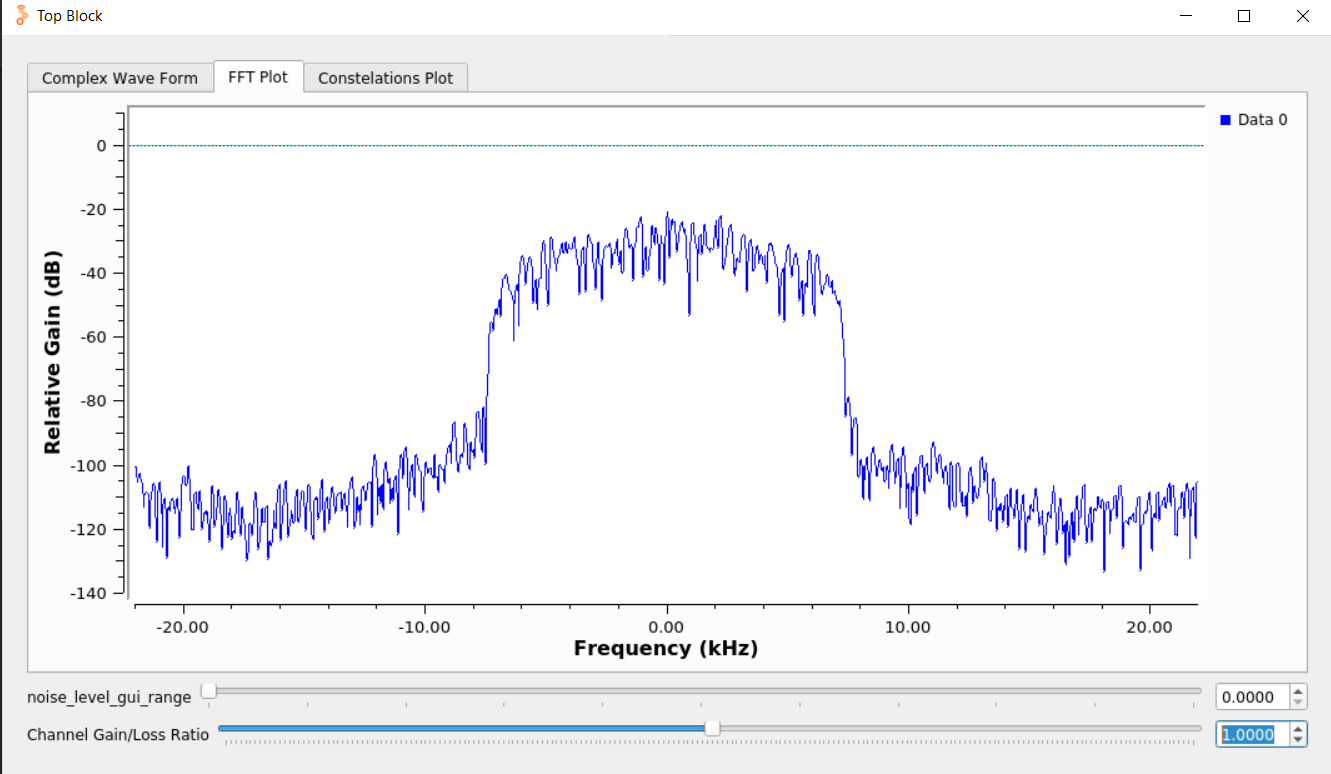 Top Block
Complex Wave Form FFT Plot Constelations Plot
Data 0
0
-20
-40
-60
-80
-100
-120
-140
Relative Gain (dB)
-20.00 -10.00 0.00 10.00 20.00
Frequency (kHz)
noise_level_gui_range 0.0000
Channel Gain/Loss Ratio 1.0000